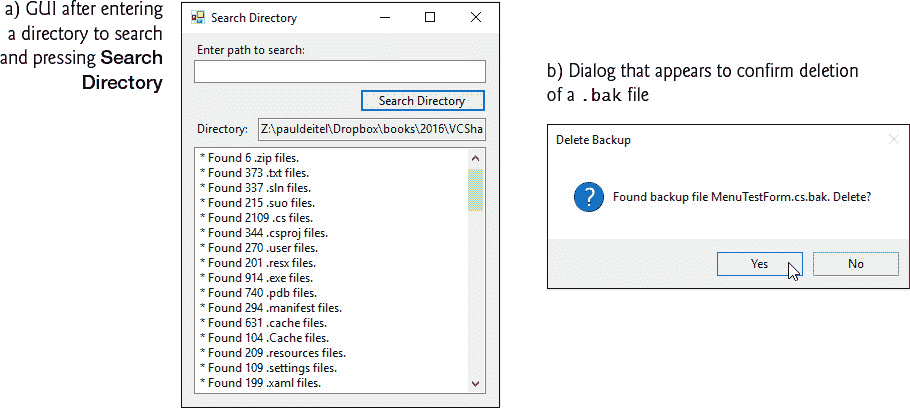 a) GUI after entering
a directory to search
and pressing Search
Directory
Search Directory
Enter path to search:
Search Directory
Directory:
Z:\pauldeitel\Dropbox\books\2016\VCSha
* Found 6 .zip files.
* Found 373 .txt files.
* Found 337 .sln files.
* Found 215 .suo files.
* Found 2109 .cs files.
* Found 344 .csproj files.
* Found 270 .user files.
* Found 201 .resx files.
* Found 914 .exe files.
* Found 740 .pdb files.
* Found 294 .manifest files.
* Found 631 .cache files.
* Found 104 .Cache files.
* Found 209 .resources files.
* Found 109 .settings files.
* Found 199 .xaml files.
b) Dialog that appears to confirm deletion
of a .bak file
Delete Backup
Found backup file MenuTestForm.cs.bak. Delete?
Yes
No